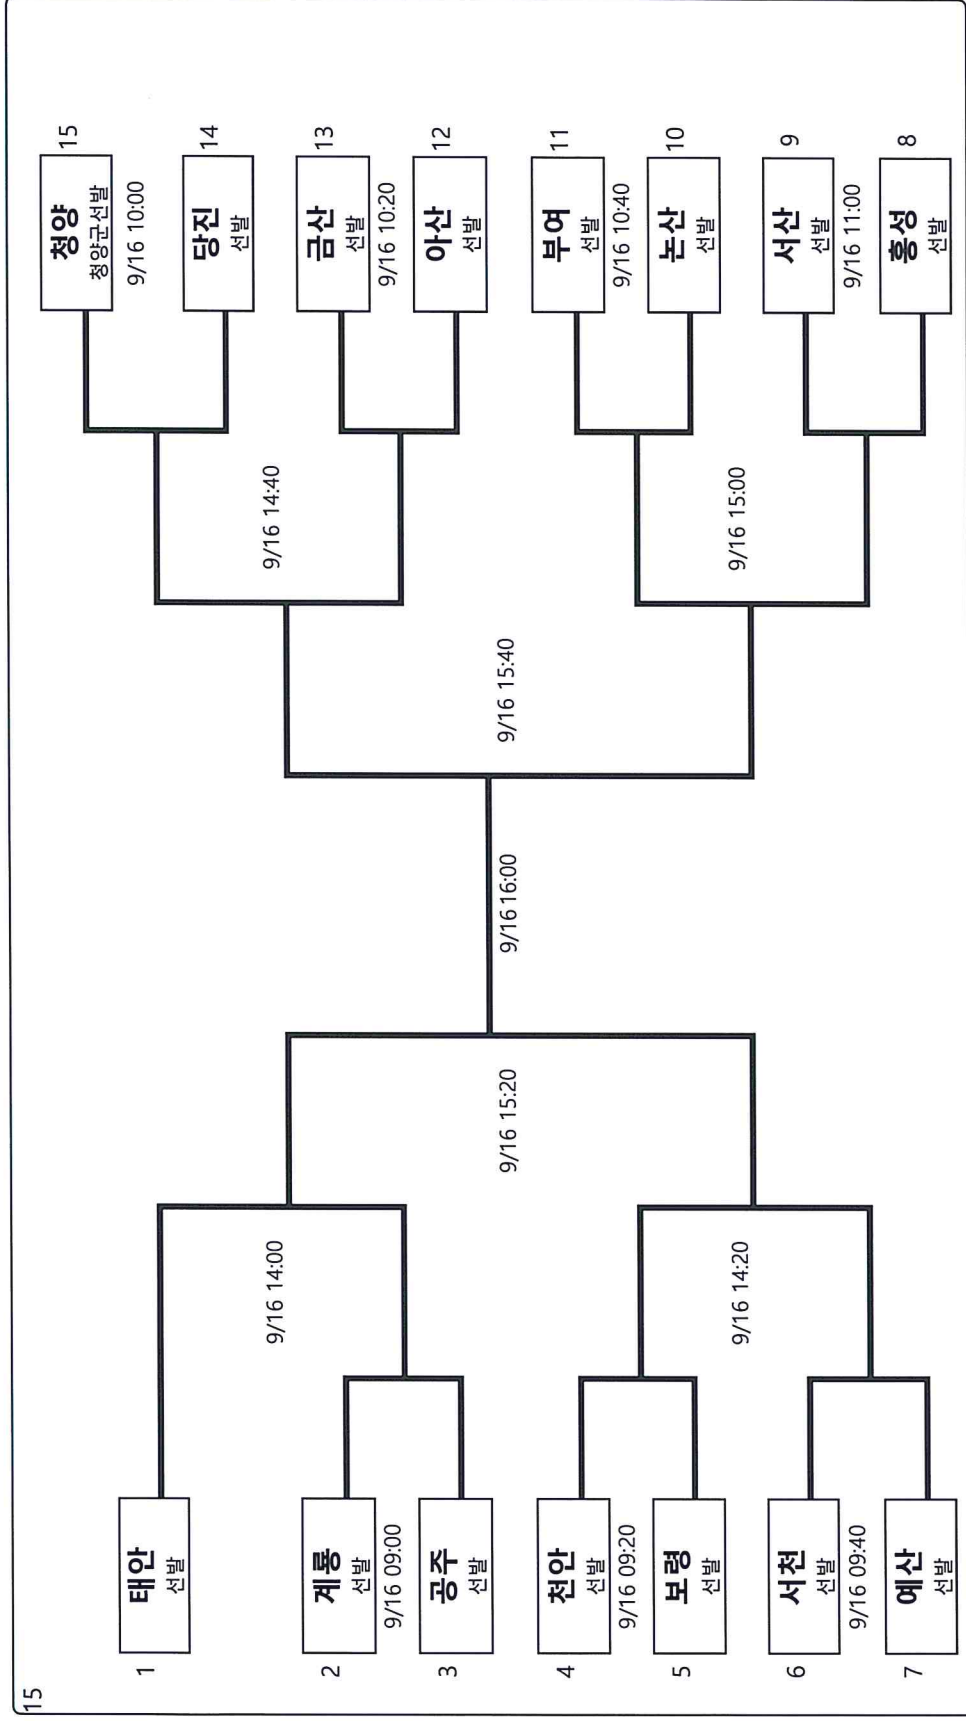 15
1
태안
선발
2
계룡
선발
9/16 09:00
3
공주
선발
4
천안
선발
9/16 09:20
5
보령
선발
6
서천
선발
9/16 09:40
7
예산
선발
9/16 14:00
9/16 14:20
9/16 15:20
9/16 16:00
9/16 15:40
9/16 14:40
9/16 15:00
청양
청양군선발
15
9/16 10:00
당진
선발
14
금산
선발
13
9/16 10:20
아산
선발
12
부여
선발
11
9/16 10:40
논산
선발
10
서산
선발
9
9/16 11:00
홍성
선발
8